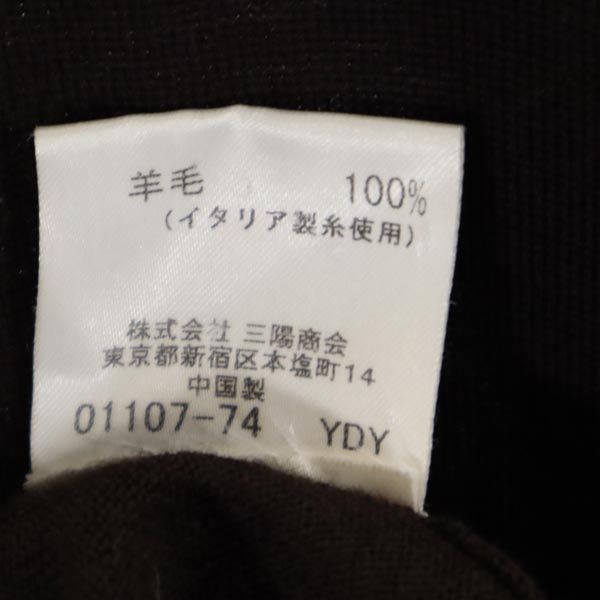 羊毛 100%
(イタリア製糸使用)
株式会社 三陽商会
東京都新宿区本塩町14
中国製
01107-74 YDY